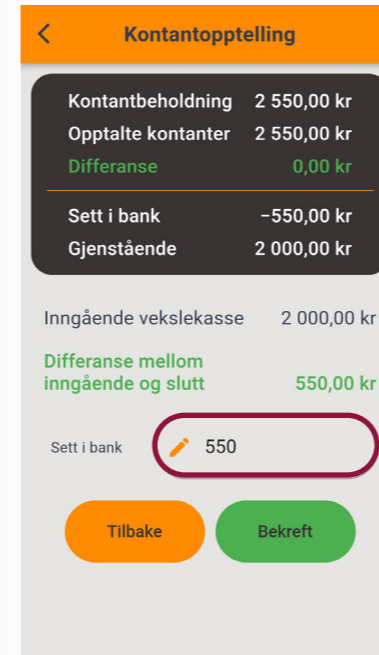 Kontantopptelling
Kontantbeholdning 2 550,00 kr
Opptalte kontanter 2 550,00 kr
Differanse 0,00 kr
Sett i bank −550,00 kr
Gjenstående 2 000,00 kr
Inngående vekslekasse 2 000,00 kr
Differanse mellom
inngående og slutt 550,00 kr
Sett i bank 550
Tilbake Bekreft